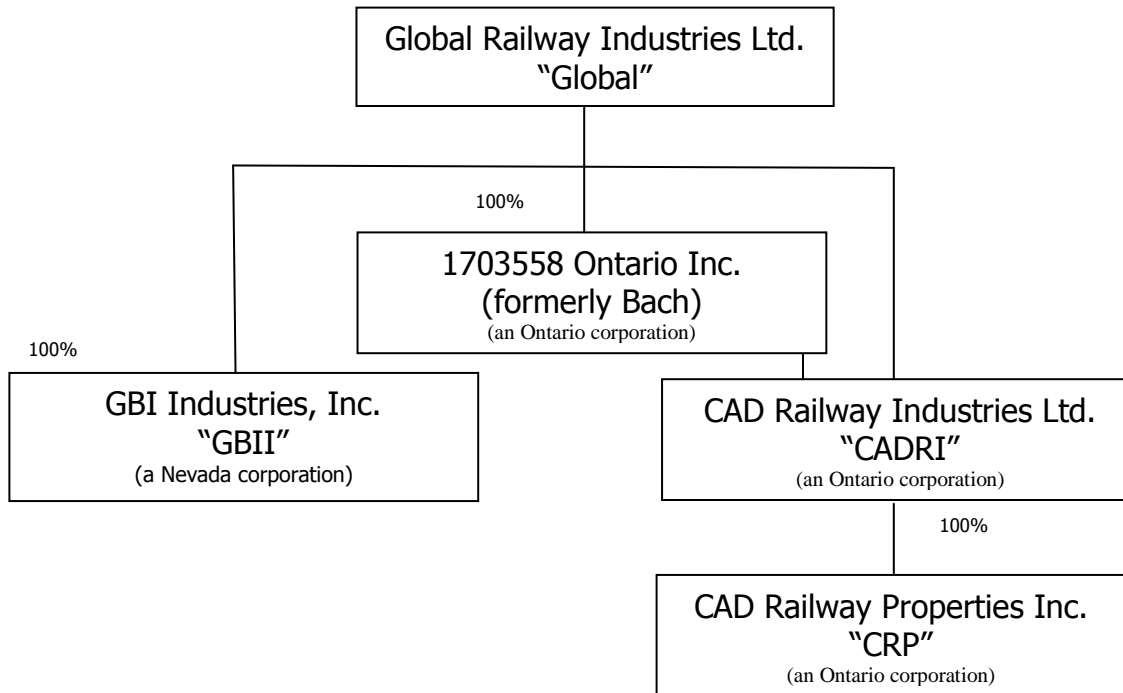 Global Railway Industries Ltd.
“Global”
100%
1703558 Ontario Inc.
(formerly Bach)
(an Ontario corporation)
100%
GBI Industries, Inc.
“GBII”
(a Nevada corporation)
CAD Railway Industries Ltd.
“CADRI”
(an Ontario corporation)
100%
CAD Railway Properties Inc.
“CRP”
(an Ontario corporation)